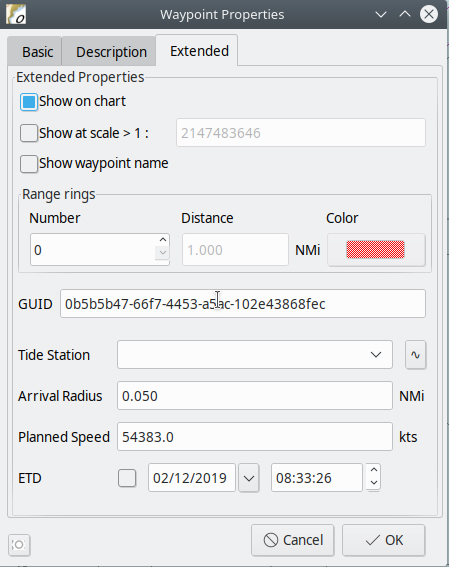 Waypoint Properties
Basic Description Extended
Extended Properties
Show on chart
Show at scale > 1 : 2147483646
Show waypoint name
Range rings
Number Distance Color
0 1.000 NMi
GUID 0b5b5b47-66f7-4453-a5ac-102e43868fec
Tide Station ∿
Arrival Radius 0.050 NMi
Planned Speed 54383.0 kts
ETD 02/12/2019 08:33:26
Cancel OK